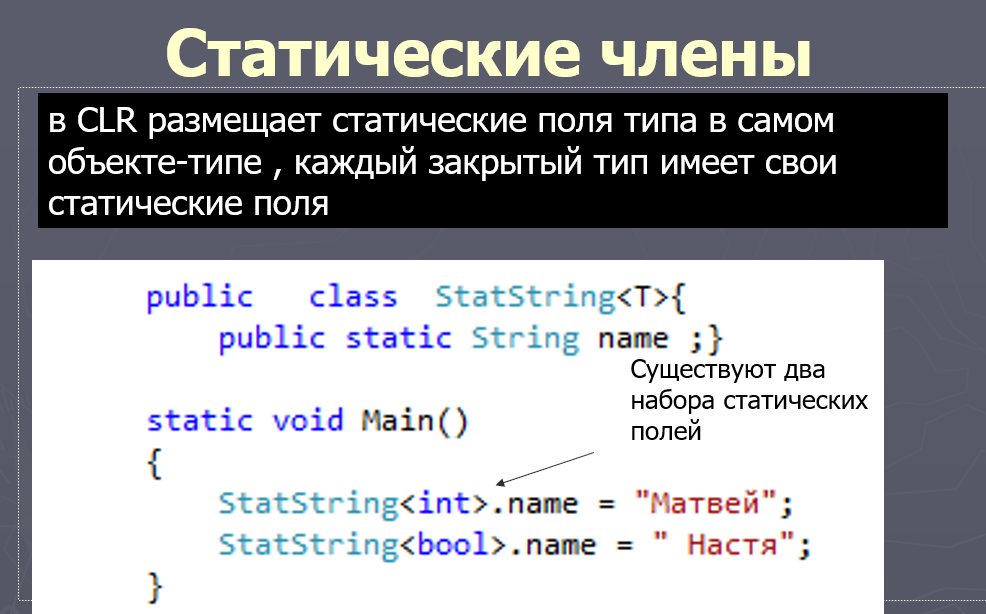 Статические члены
в CLR размещает статические поля типа в самом
объекте-типе , каждый закрытый тип имеет свои
статические поля
public class StatString<T>{
public static String name ;}
Существуют два
набора статических
полей
static void Main()
{
StatString<int>.name = "Матвей";
StatString<bool>.name = " Настя";
}